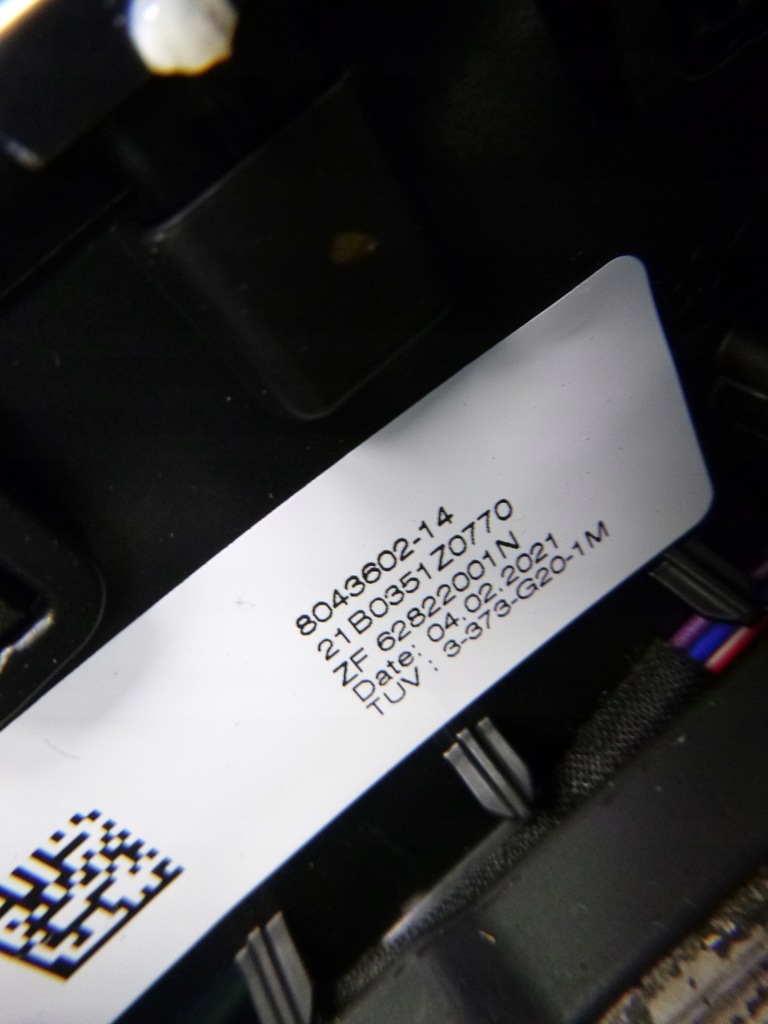 8043602-14
21B0351Z0770
ZF 62822001N
Date: 04.02.2021
TUV: 3-373-G20-1M